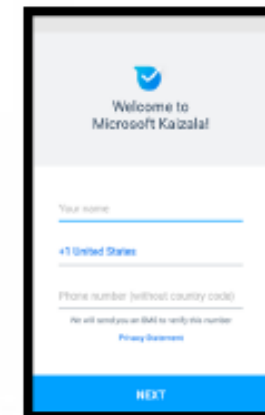 Welcome to
Microsoft Kaizala!
Your name
+1 United States
Phone number (without country code)
We will send you an SMS to verify this number
Privacy Statement
NEXT